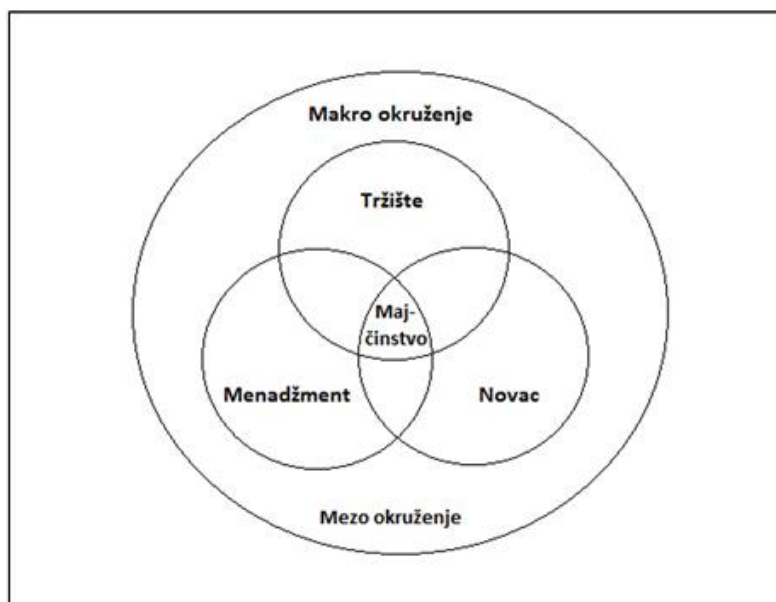 Makro okruženje
Tržište
Maj-
činstvo
Menadžment
Novac
Mezo okruženje